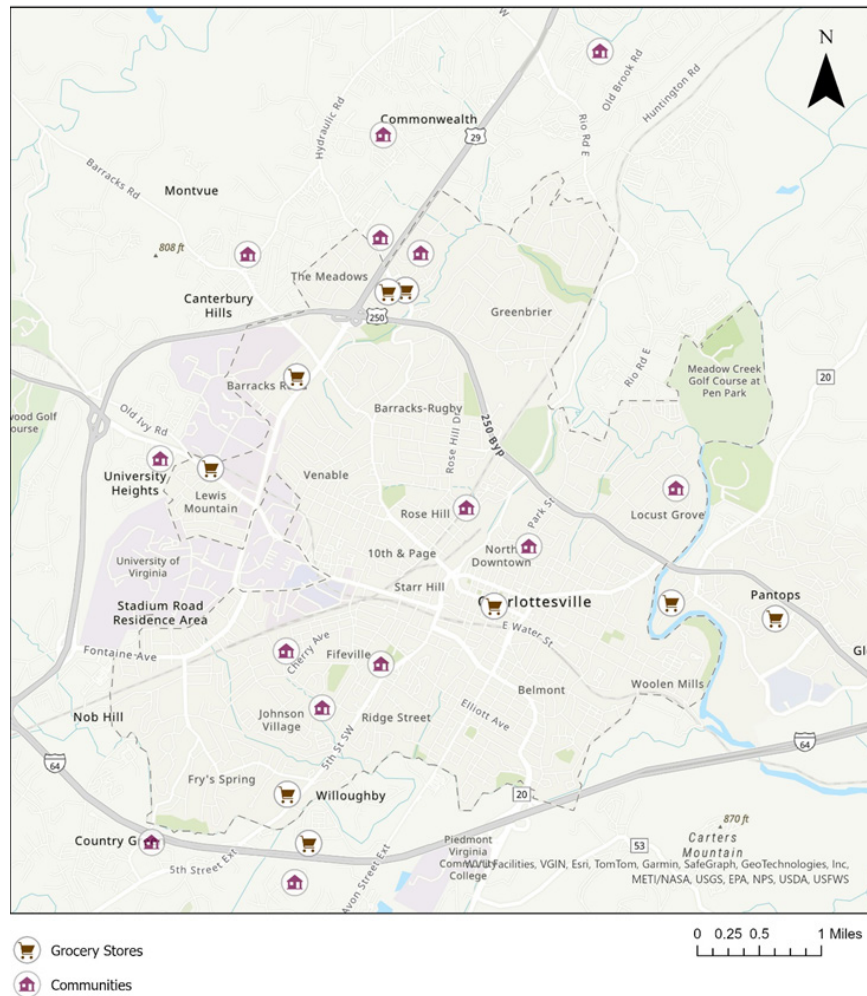 N
W
Old Brook Rd
Huntington Rd
Rio Rd E
Hydraulic Rd
Commonwealth
29
Barracks Rd
Montvue
808 ft
The Meadows
Canterbury
Hills
250
Greenbrier
Rio Rd E
Meadow Creek
Golf Course at
Pen Park
20
Barracks R
Barracks-Rugby
Rose Hill Dr
250 Byp
wood Golf
ourse
Old Ivy Rd
University
Heights
Lewis
Mountain
Venable
Rose Hill
Park St
Locust Grove
10th & Page
North
Downtown
University of
Virginia
Starr Hill
Charlottesville
Pantops
Stadium Road
Residence Area
E Water St
Fontaine Ave
Cherry Ave
Fifeville
Gl
Woolen Mills
Belmont
Nob Hill
Johnson
Village
Ridge Street
Elliott Ave
5th St SW
64
64
Fry's Spring
Willoughby
20
870 ft
Carters
Mountain
Country G
5th Street Ext
Avon Street Ext
Piedmont
Virginia
Community
College
53
Facilities, VGIN, Esri, TomTom, Garmin, SafeGraph, GeoTechnologies, Inc,
METI/NASA, USGS, EPA, NPS, USDA, USFWS
Grocery Stores
Communities
0 0.25 0.5 1 Miles